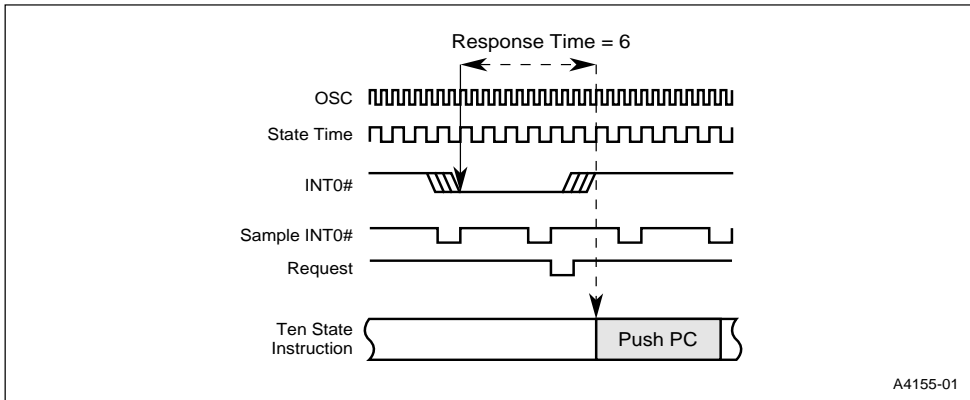 Response Time = 6
OSC
State Time
INT0#
Sample INT0#
Request
Ten State
Instruction
Push PC
A4155-01